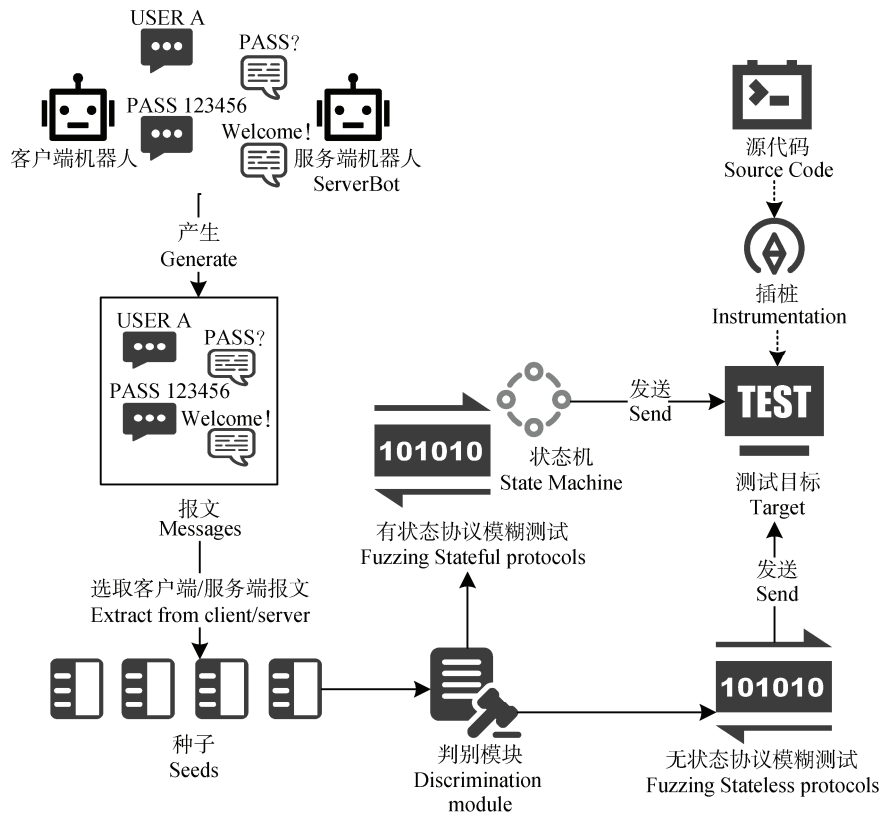 USER A
PASS?
PASS 123456
Welcome!
客户端机器人
服务端机器人
ServerBot
产生
Generate
USER A
PASS?
PASS 123456
Welcome!
报文
Messages
选取客户端/服务端报文
Extract from client/server
种子
Seeds
判别模块
Discrimination
module
101010
有状态协议模糊测试
Fuzzing Stateful protocols
状态机
State Machine
发送
Send
源代码
Source Code
插桩
Instrumentation
TEST
测试目标
Target
发送
Send
101010
无状态协议模糊测试
Fuzzing Stateless protocols